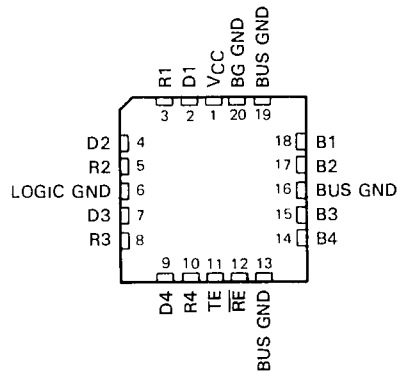 R1 D1 VCC BG GND BUS GND
3 2 1 20 19
D2 4 18 B1
R2 5 17 B2
LOGIC GND 6 16 BUS GND
D3 7 15 B3
R3 8 14 B4
9 10 11 12 13
D4 R4 TE R̅E̅ BUS GND